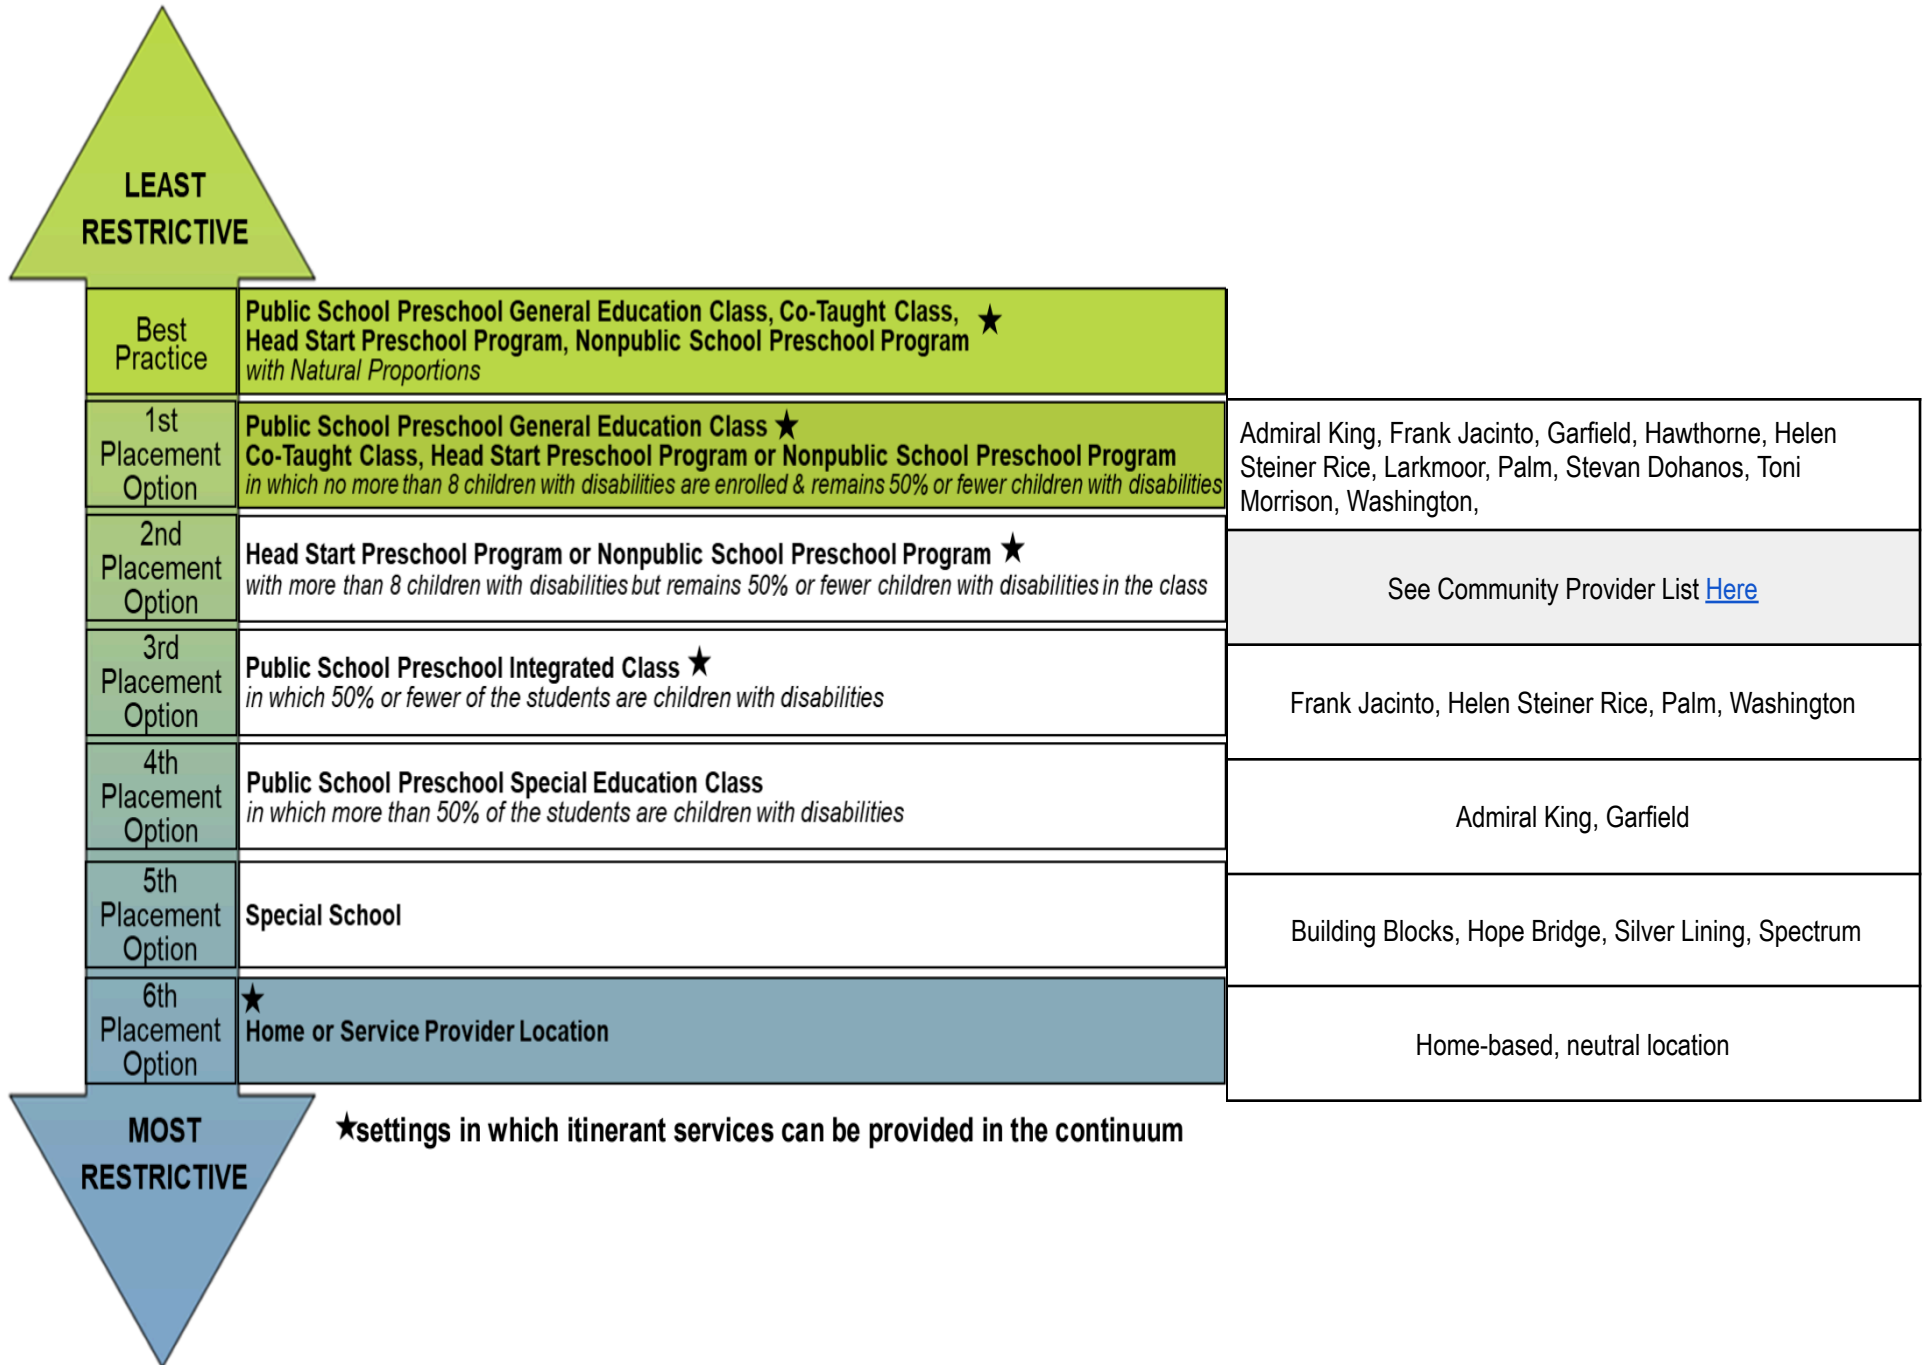 LEAST
RESTRICTIVE
Best
Practice
Public School Preschool General Education Class, Co-Taught Class,
Head Start Preschool Program, Nonpublic School Preschool Program ★
with Natural Proportions
1st
Placement
Option
Public School Preschool General Education Class ★
Co-Taught Class, Head Start Preschool Program or Nonpublic School Preschool Program
in which no more than 8 children with disabilities are enrolled & remains 50% or fewer children with disabilities
Admiral King, Frank Jacinto, Garfield, Hawthorne, Helen
Steiner Rice, Larkmoor, Palm, Stevan Dohanos, Toni
Morrison, Washington,
2nd
Placement
Option
Head Start Preschool Program or Nonpublic School Preschool Program ★
with more than 8 children with disabilities but remains 50% or fewer children with disabilities in the class
See Community Provider List Here
3rd
Placement
Option
Public School Preschool Integrated Class ★
in which 50% or fewer of the students are children with disabilities
Frank Jacinto, Helen Steiner Rice, Palm, Washington
4th
Placement
Option
Public School Preschool Special Education Class
in which more than 50% of the students are children with disabilities
Admiral King, Garfield
5th
Placement
Option
Special School
Building Blocks, Hope Bridge, Silver Lining, Spectrum
6th
Placement
Option
★
Home or Service Provider Location
Home-based, neutral location
MOST
RESTRICTIVE
★settings in which itinerant services can be provided in the continuum